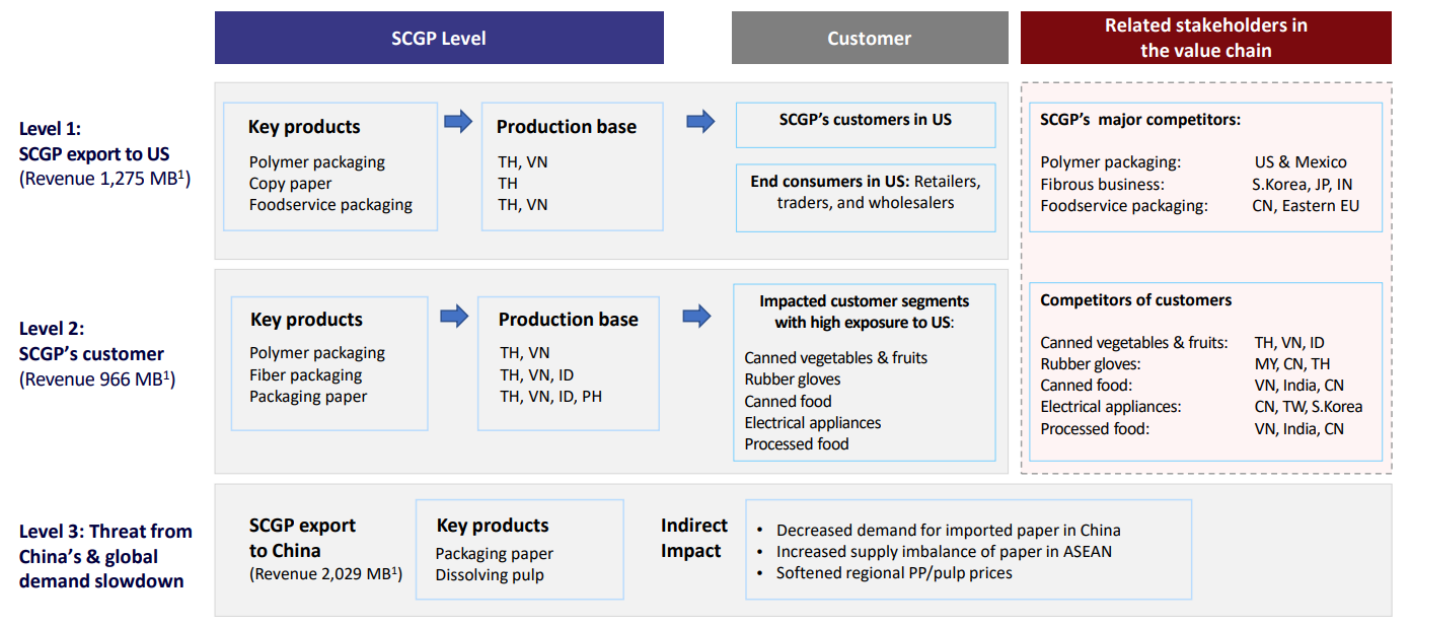 SCGP Level
Customer
Related stakeholders in
the value chain
Level 1:
SCGP export to US
(Revenue 1,275 MB¹)
Key products
Polymer packaging
Copy paper
Foodservice packaging
Production base
TH, VN
TH
TH, VN
SCGP's customers in US
End consumers in US: Retailers,
traders, and wholesalers
SCGP's  major competitors:
Polymer packaging: US & Mexico
Fibrous business: S.Korea, JP, IN
Foodservice packaging: CN, Eastern EU
Level 2:
SCGP's customer
(Revenue 966 MB¹)
Key products
Polymer packaging
Fiber packaging
Packaging paper
Production base
TH, VN
TH, VN, ID
TH, VN, ID, PH
Impacted customer segments
with high exposure to US:
Canned vegetables & fruits
Rubber gloves
Canned food
Electrical appliances
Processed food
Competitors of customers
Canned vegetables & fruits: TH, VN, ID
Rubber gloves: MY, CN, TH
Canned food: VN, India, CN
Electrical appliances: CN, TW, S.Korea
Processed food: VN, India, CN
Level 3: Threat from
China's & global
demand slowdown
SCGP export
to China
(Revenue 2,029 MB¹)
Key products
Packaging paper
Dissolving pulp
Indirect
Impact
• Decreased demand for imported paper in China
• Increased supply imbalance of paper in ASEAN
• Softened regional PP/pulp prices